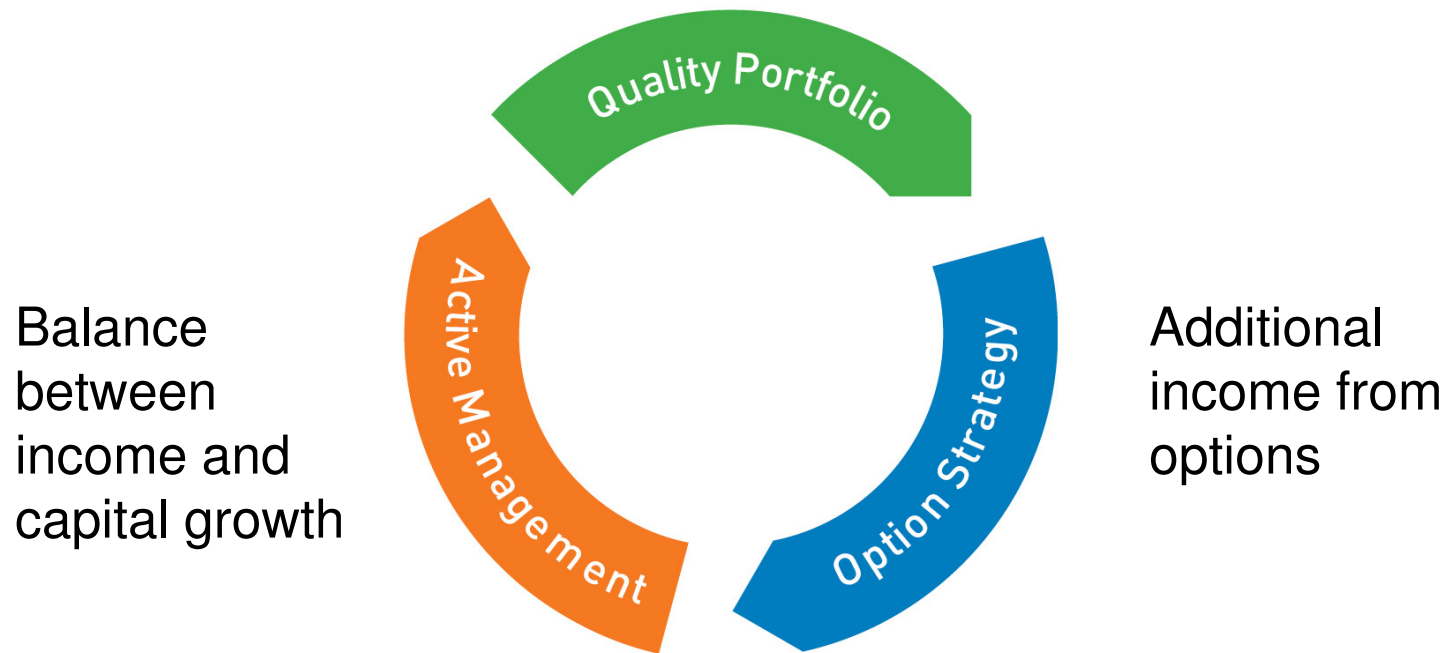 Quality Portfolio
Balance
between
income and
capital growth
Active Management
Option Strategy
Additional
income from
options